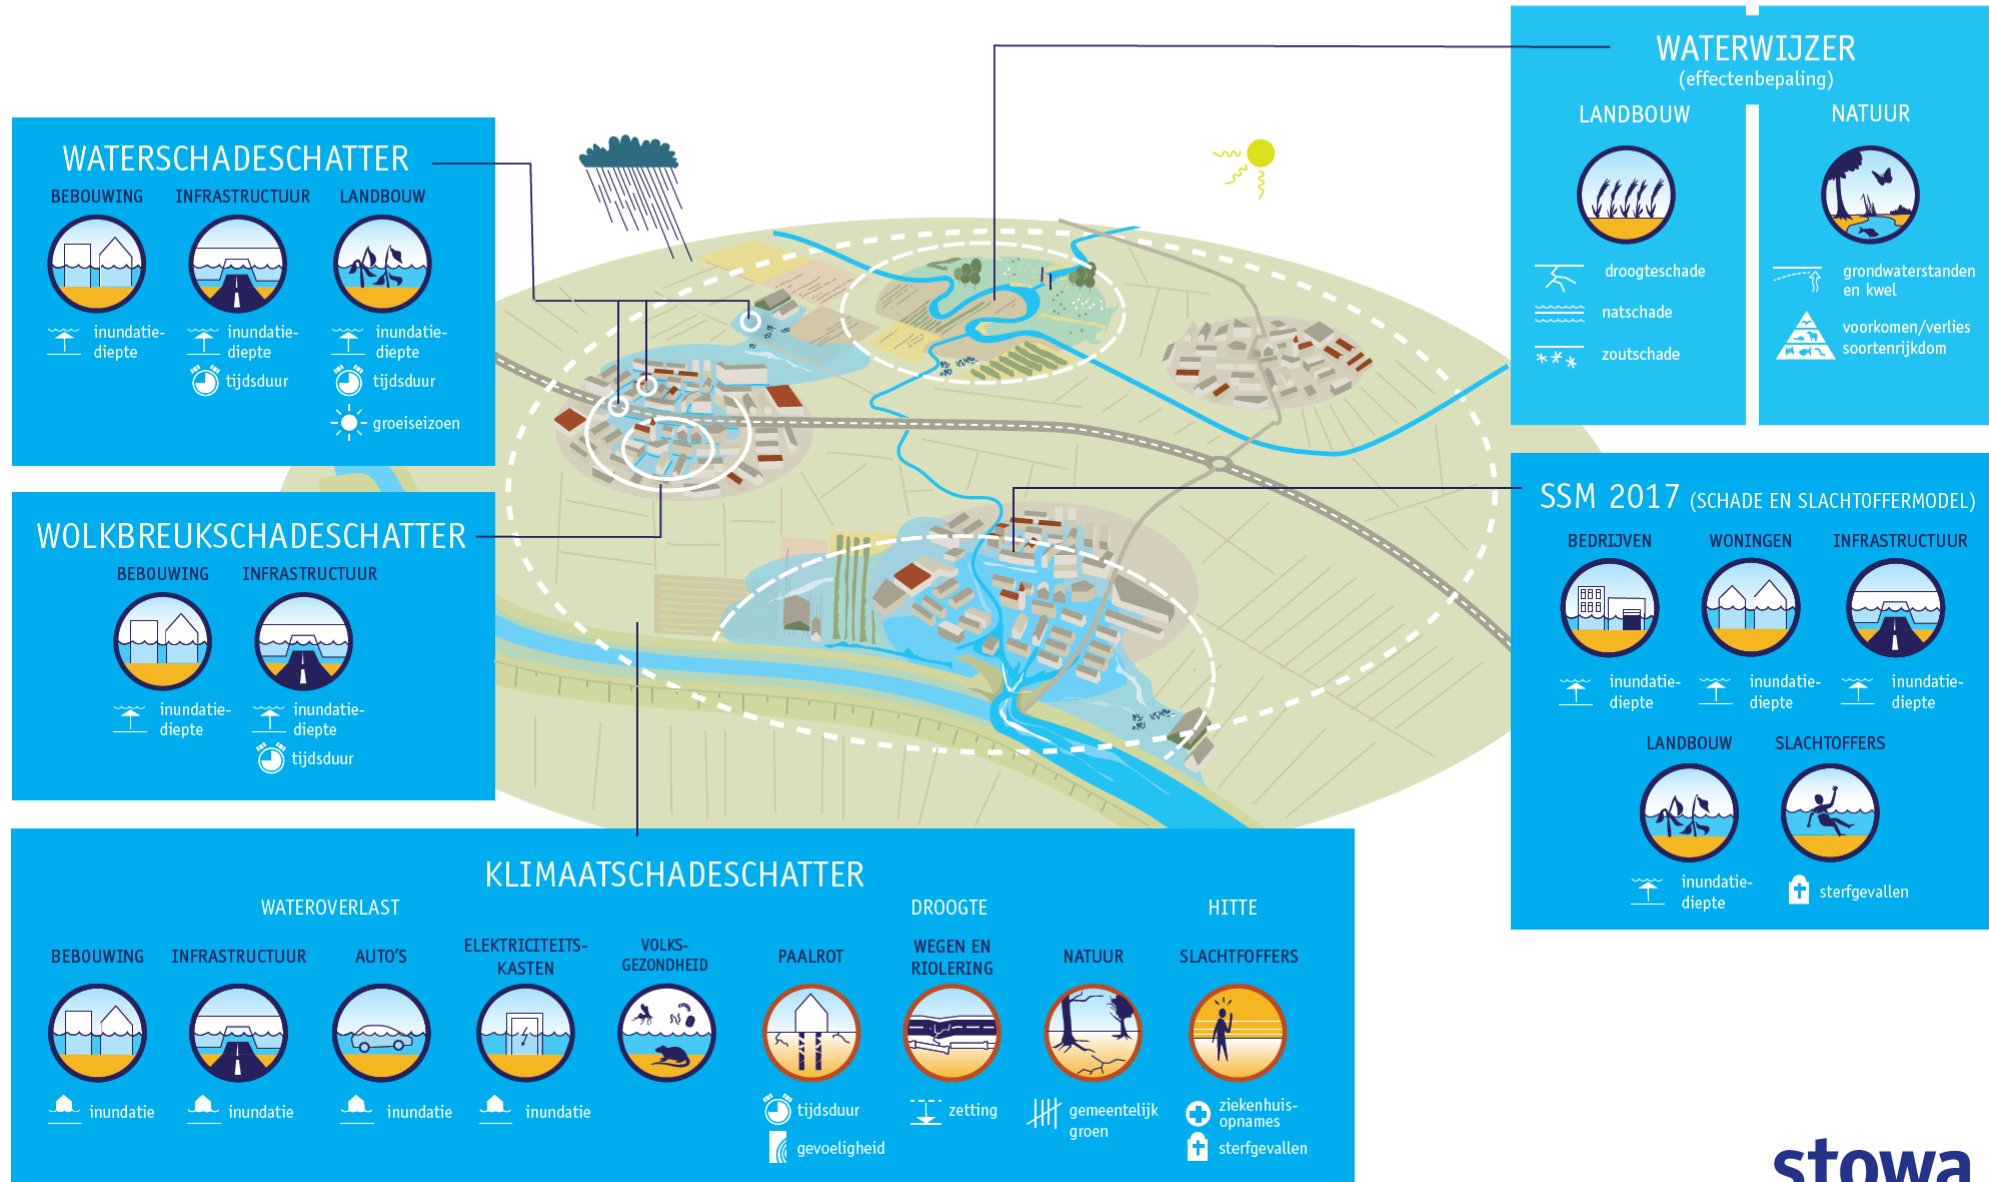 WATERSCHADESCHATTER
BEBOUWING
INFRASTRUCTUUR
LANDBOUW
inundatie-
diepte
inundatie-
diepte
tijdsduur
inundatie-
diepte
tijdsduur
groeiseizoen
WOLKBREUKSCHADESCHATTER
BEBOUWING
INFRASTRUCTUUR
inundatie-
diepte
inundatie-
diepte
tijdsduur
WATERWIJZER
(effectenbepaling)
LANDBOUW
droogteschade
natschade
zoutschade
NATUUR
grondwaterstanden
en kwel
voorkomen/verlies
soortenrijkdom
SSM 2017 (SCHADE EN SLACHTOFFERMODEL)
BEDRIJVEN
WONINGEN
INFRASTRUCTUUR
inundatie-
diepte
inundatie-
diepte
inundatie-
diepte
LANDBOUW
SLACHTOFFERS
inundatie-
diepte
sterfgevallen
KLIMAATSCHADESCHATTER
WATEROVERLAST
BEBOUWING
INFRASTRUCTUUR
AUTO'S
ELEKTRICITEITS-
KASTEN
VOLKS-
GEZONDHEID
inundatie
inundatie
inundatie
inundatie
DROOGTE
PAALROT
WEGEN EN
RIOLERING
NATUUR
tijdsduur
gevoeligheid
zetting
gemeentelijk
groen
HITTE
SLACHTFOFFERS
ziekenhuis-
opnames
sterfgevallen
stowa